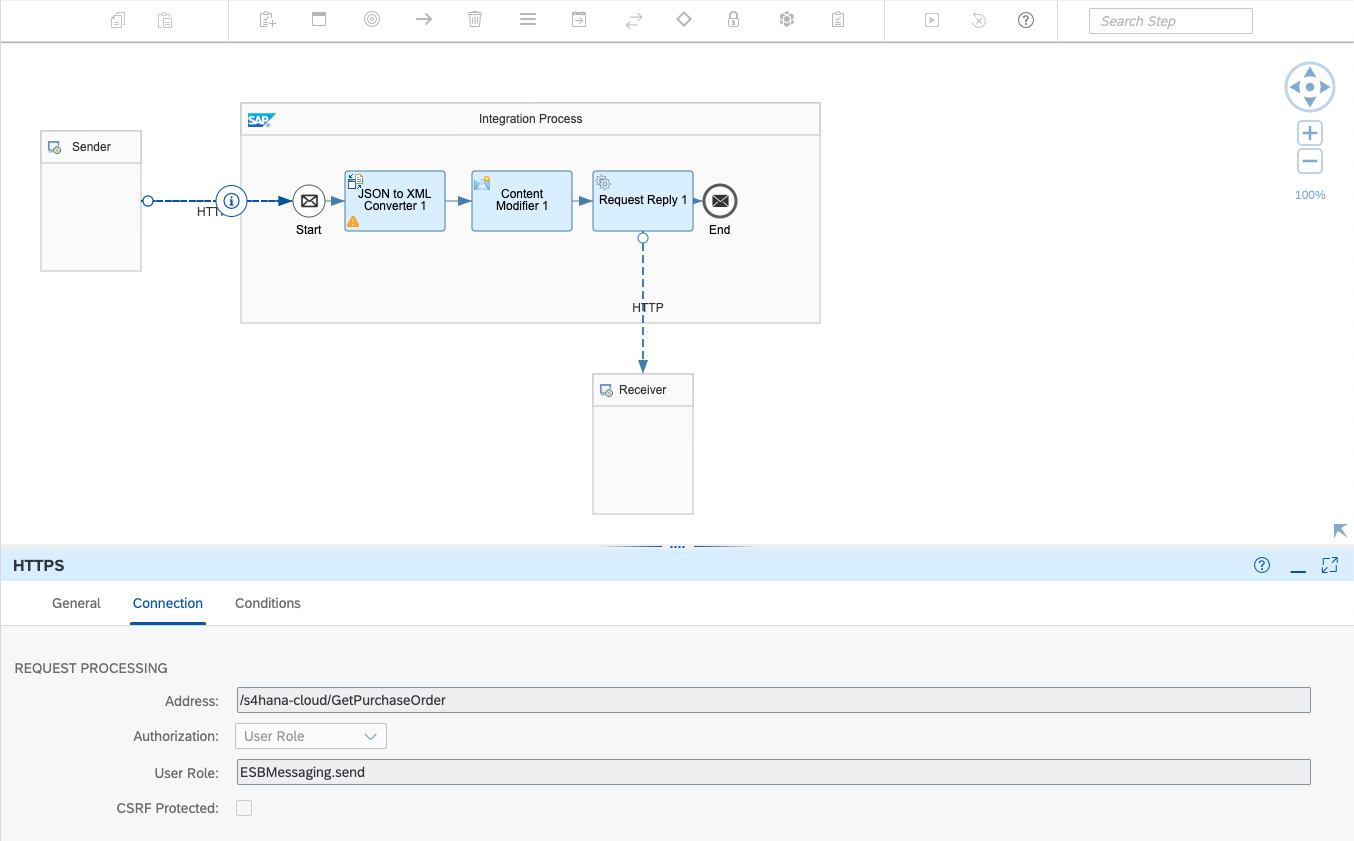 Search Step
SAP
Integration Process
Sender
JSON to XML
Converter 1
Content
Modifier 1
Request Reply 1
Start
End
HTTP
100%
Receiver
HTTPS
General
Connection
Conditions
REQUEST PROCESSING
Address:
/s4hana-cloud/GetPurchaseOrder
Authorization:
User Role
User Role:
ESBMessaging.send
CSRF Protected: